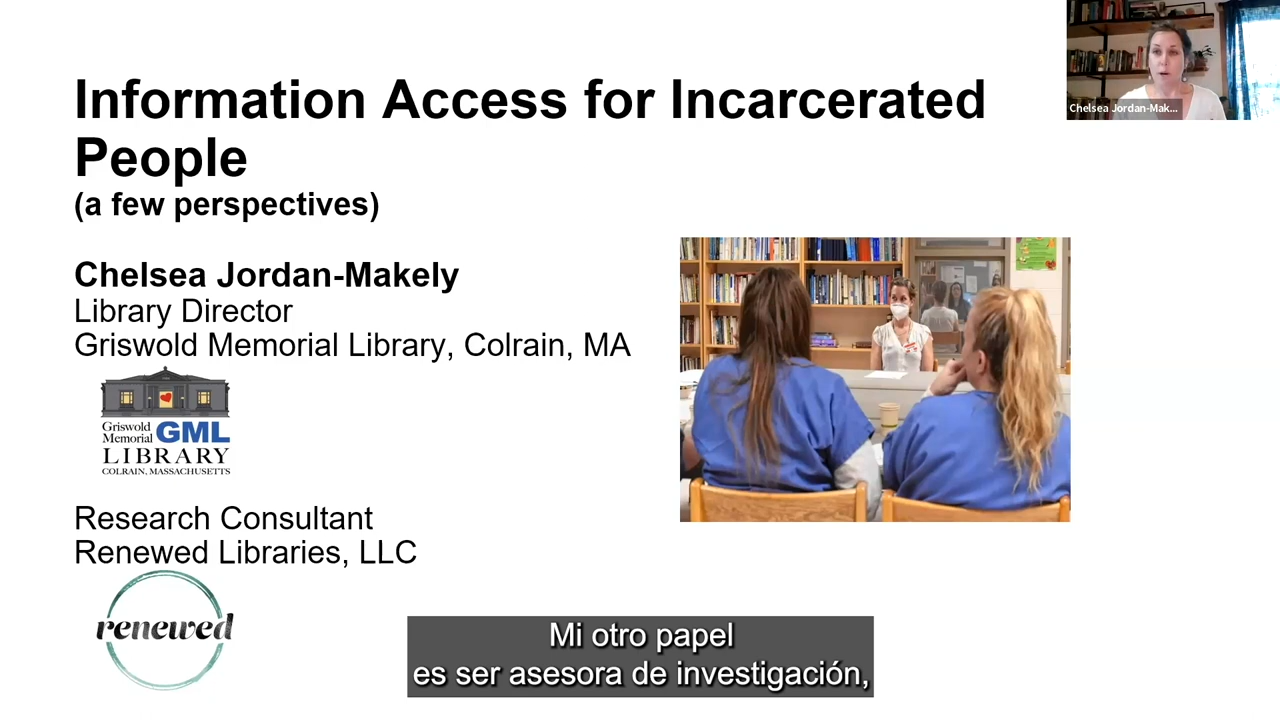 Information Access for Incarcerated
People
(a few perspectives)
Chelsea Jordan-Mak...
Chelsea Jordan-Makely
Library Director
Griswold Memorial Library, Colrain, MA
Griswold
Memorial GML
LIBRARY
COLRAIN, MASSACHUSETTS
Research Consultant
Renewed Libraries, LLC
renewed
Mi otro papel
es ser asesora de investigación,